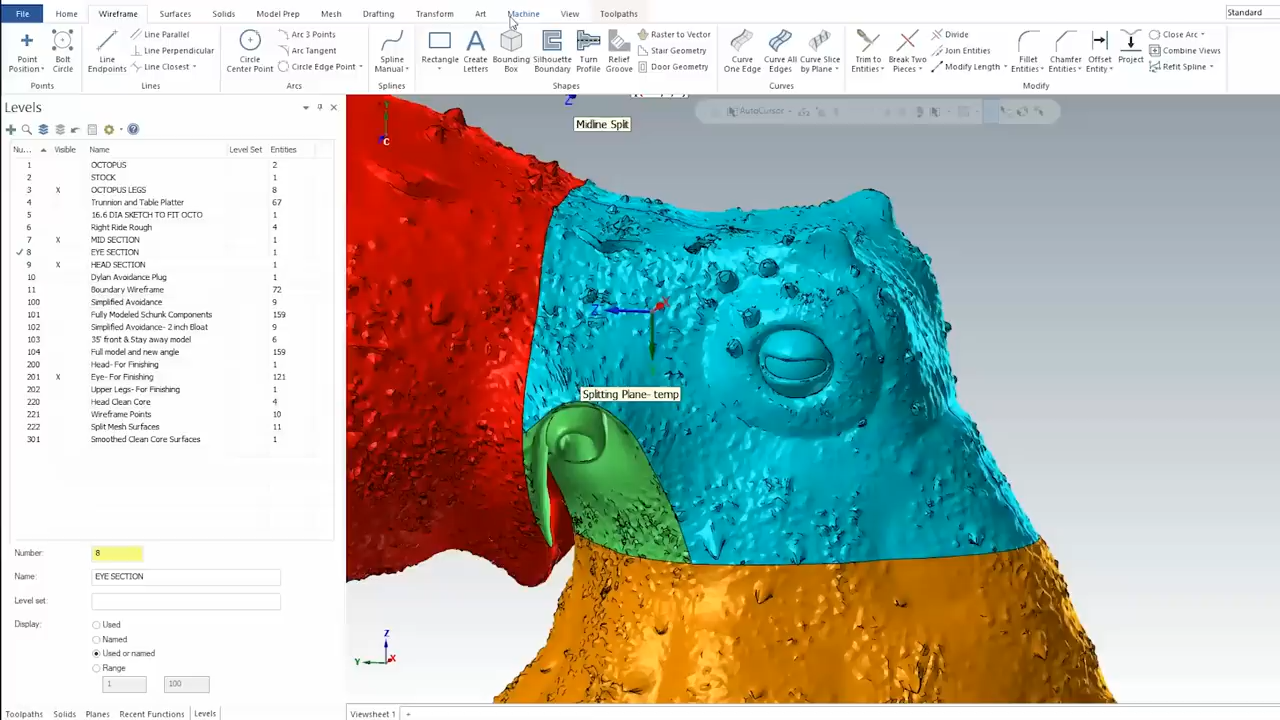 File Home Wireframe Surfaces Solids Model Prep Mesh Drafting Transform Art Machine View Toolpaths Standard
Point Position Bolt Circle Points
Line Endpoints Line Parallel Line Perpendicular Line Closest Lines
Circle Center Point Arc 3 Points Arc Tangent Circle Edge Point Arcs
Spline Manual Splines
Rectangle Create Letters Bounding Box Silhouette Boundary Turn Profile Relief Groove Raster to Vector Stair Geometry Door Geometry Shapes
Curve One Edge Curve All Edges Curve Slice by Plane Curves
Trim to Entities Break Two Pieces Divide Join Entities Modify Length Fillet Entities Chamfer Entities Offset Entity Project Close Arc Combine Views Refit Spline Modify
Levels
Nu... Visible Name Level Set Entities
1 OCTOPUS 2
2 STOCK 1
3 X OCTOPUS LEGS 8
4 Trunnion and Table Platter 67
5 16.6 DIA SKETCH TO FIT OCTO 1
6 Right Ride Rough 4
7 X MID SECTION 1
8 EYE SECTION 1
9 X HEAD SECTION 1
10 Dylan Avoidance Plug 1
11 Boundary Wireframe 72
100 Simplified Avoidance 9
101 Fully Modeled Schunk Components 159
102 Simplified Avoidance- 2 inch Bloat 9
103 35' front & Stay away model 6
104 Full model and new angle 159
200 Head- For Finishing 1
201 X Eye- For Finishing 121
202 Upper Legs- For Finishing 1
220 Head Clean Core 4
221 Wireframe Points 10
222 Split Mesh Surfaces 11
301 Smoothed Clean Core Surfaces 1
Number: 8
Name: EYE SECTION
Level set:
Display: Used
Named
Used or named
Range
1 100
Toolpaths Solids Planes Recent Functions Levels
AutoCursor
Z
Midline Split
C
Z X
Splitting Plane- temp
Z
Y X
Viewsheet 1 +